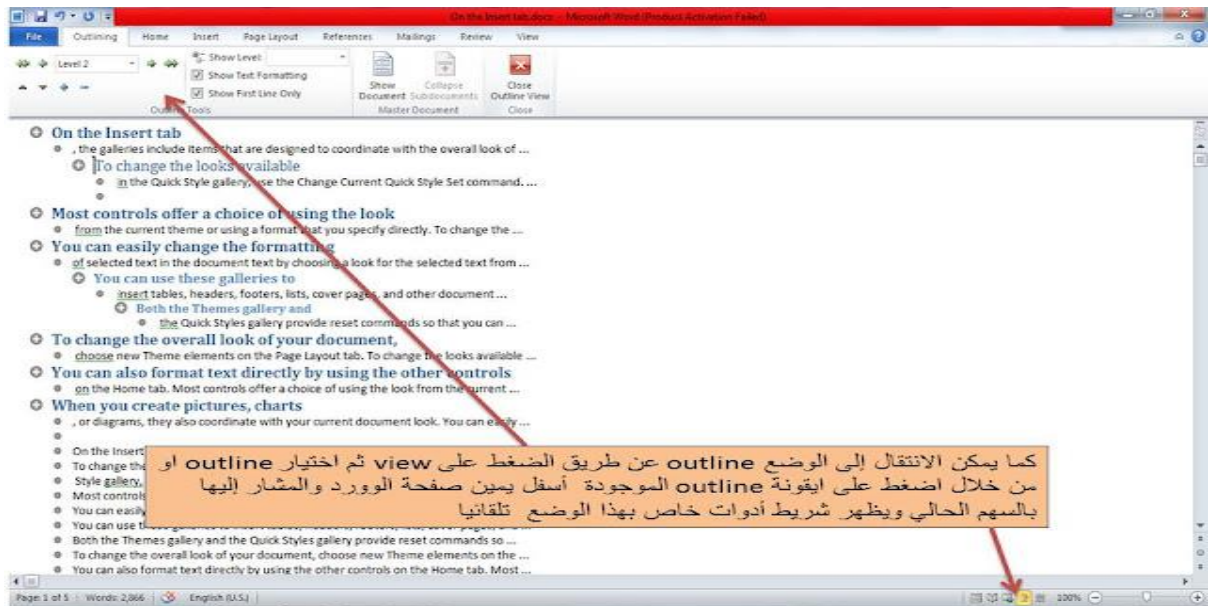 On the Insert tab.docx - Microsoft Word (Product Activation Failed)
File Outlining Home Insert Page Layout References Mailings Review View
Level 2
Show Level:
Show Text Formatting
Show First Line Only
Outline Tools
Show Document
Collapse Subdocuments
Master Document
Close Outline View
Close
On the Insert tab
, the galleries include items that are designed to coordinate with the overall look of ...
To change the looks available
in the Quick Style gallery, use the Change Current Quick Style Set command. ...
Most controls offer a choice of using the look
from the current theme or using a format that you specify directly. To change the ...
You can easily change the formatting
of selected text in the document text by choosing a look for the selected text from ...
You can use these galleries to
insert tables, headers, footers, lists, cover pages, and other document ...
Both the Themes gallery and
the Quick Styles gallery provide reset commands so that you can ...
To change the overall look of your document,
choose new Theme elements on the Page Layout tab. To change the looks available ...
You can also format text directly by using the other controls
on the Home tab. Most controls offer a choice of using the look from the current ...
When you create pictures, charts
, or diagrams, they also coordinate with your current document look. You can easily ...
On the Insert
To change the
Style gallery,
Most controls
You can easily
You can use
Both the Themes gallery and the Quick Styles gallery provide reset commands so ...
To change the overall look of your document, choose new Theme elements on the ...
You can also format text directly by using the other controls on the Home tab. Most ...
كما يمكن الانتقال إلى الوضع outline عن طريق الضغط على view ثم اختيار outline او
من خلال اضغط على ايقونة outline الموجودة أسفل يمين صفحة الوورد والمشار إليها
بالسهم الحالي ويظهر شريط أدوات خاص بهذا الوضع تلقائيا
Page: 1 of 5 Words: 2,866 English (U.S.) 100%